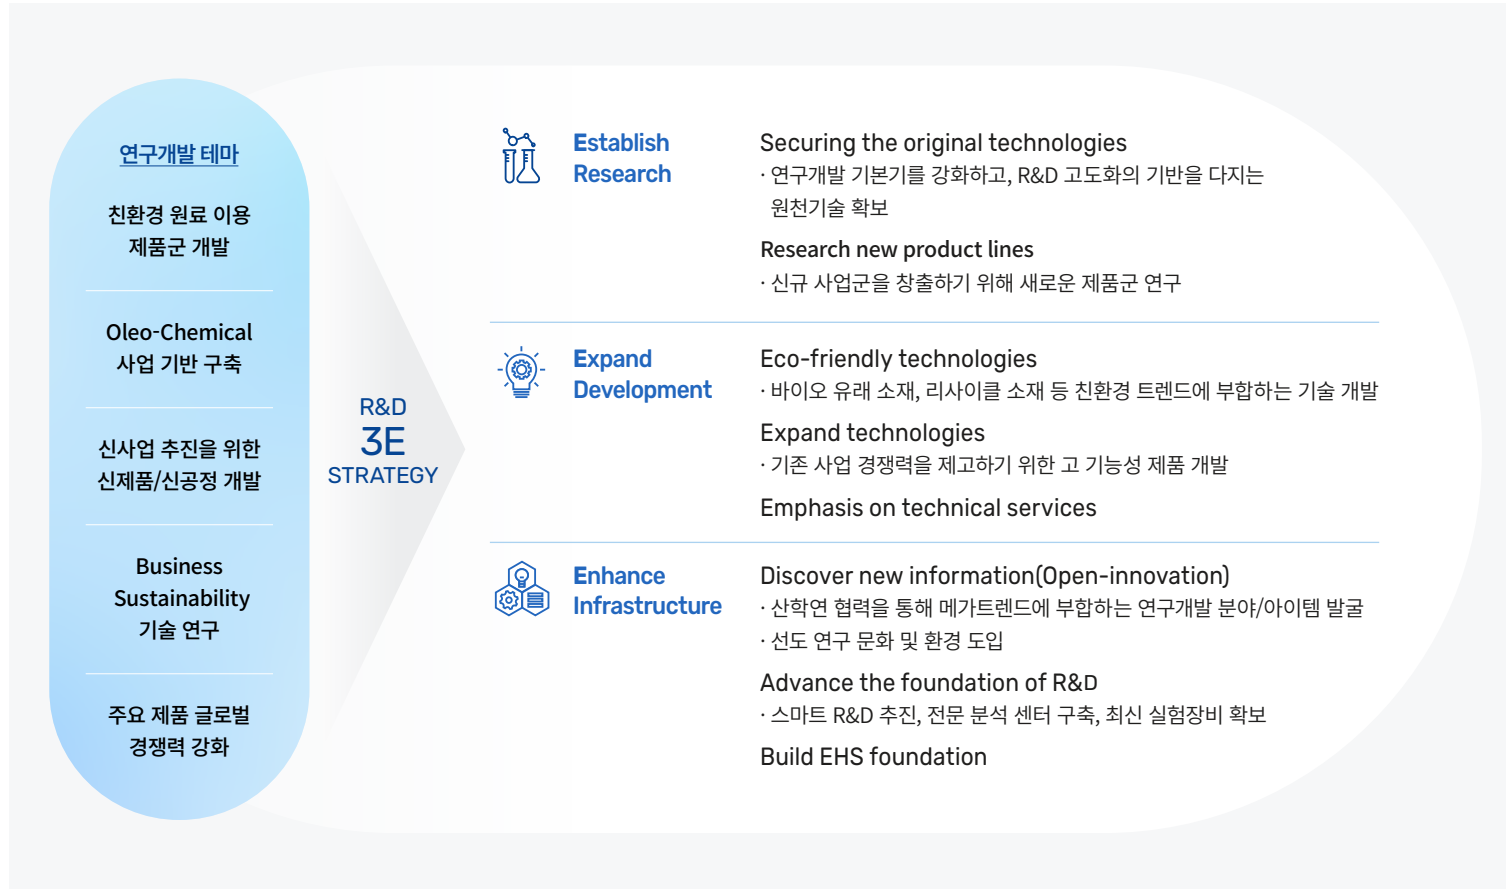 연구개발 테마
친환경 원료 이용
제품군 개발
Oleo-Chemical
사업 기반 구축
신사업 추진을 위한
신제품/신공정 개발
Business
Sustainability
기술 연구
주요 제품 글로벌
경쟁력 강화
R&D
3E
STRATEGY
Establish
Research
Securing the original technologies
· 연구개발 기본기를 강화하고, R&D 고도화의 기반을 다지는
원천기술 확보
Research new product lines
· 신규 사업군을 창출하기 위해 새로운 제품군 연구
Expand
Development
Eco-friendly technologies
· 바이오 유래 소재, 리사이클 소재 등 친환경 트렌드에 부합하는 기술 개발
Expand technologies
· 기존 사업 경쟁력을 제고하기 위한 고 기능성 제품 개발
Emphasis on technical services
Enhance
Infrastructure
Discover new information(Open-innovation)
· 산학연 협력을 통해 메가트렌드에 부합하는 연구개발 분야/아이템 발굴
· 선도 연구 문화 및 환경 도입
Advance the foundation of R&D
· 스마트 R&D 추진, 전문 분석 센터 구축, 최신 실험장비 확보
Build EHS foundation